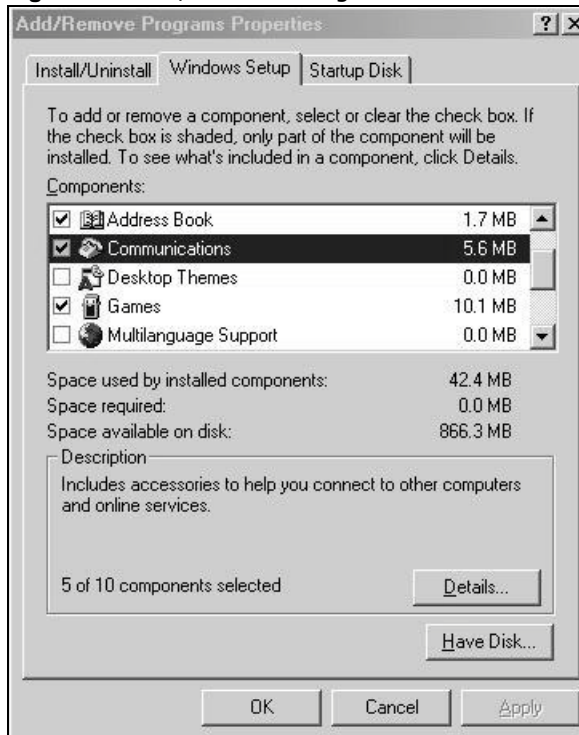 Add/Remove Programs Properties
Install/Uninstall Windows Setup Startup Disk
To add or remove a component, select or clear the check box. If
the check box is shaded, only part of the component will be
installed. To see what's included in a component, click Details.
Components:
Address Book 1.7 MB
Communications 5.6 MB
Desktop Themes 0.0 MB
Games 10.1 MB
Multilanguage Support 0.0 MB
Space used by installed components: 42.4 MB
Space required: 0.0 MB
Space available on disk: 866.3 MB
Description
Includes accessories to help you connect to other computers
and online services.
5 of 10 components selected Details...
Have Disk...
OK Cancel Apply